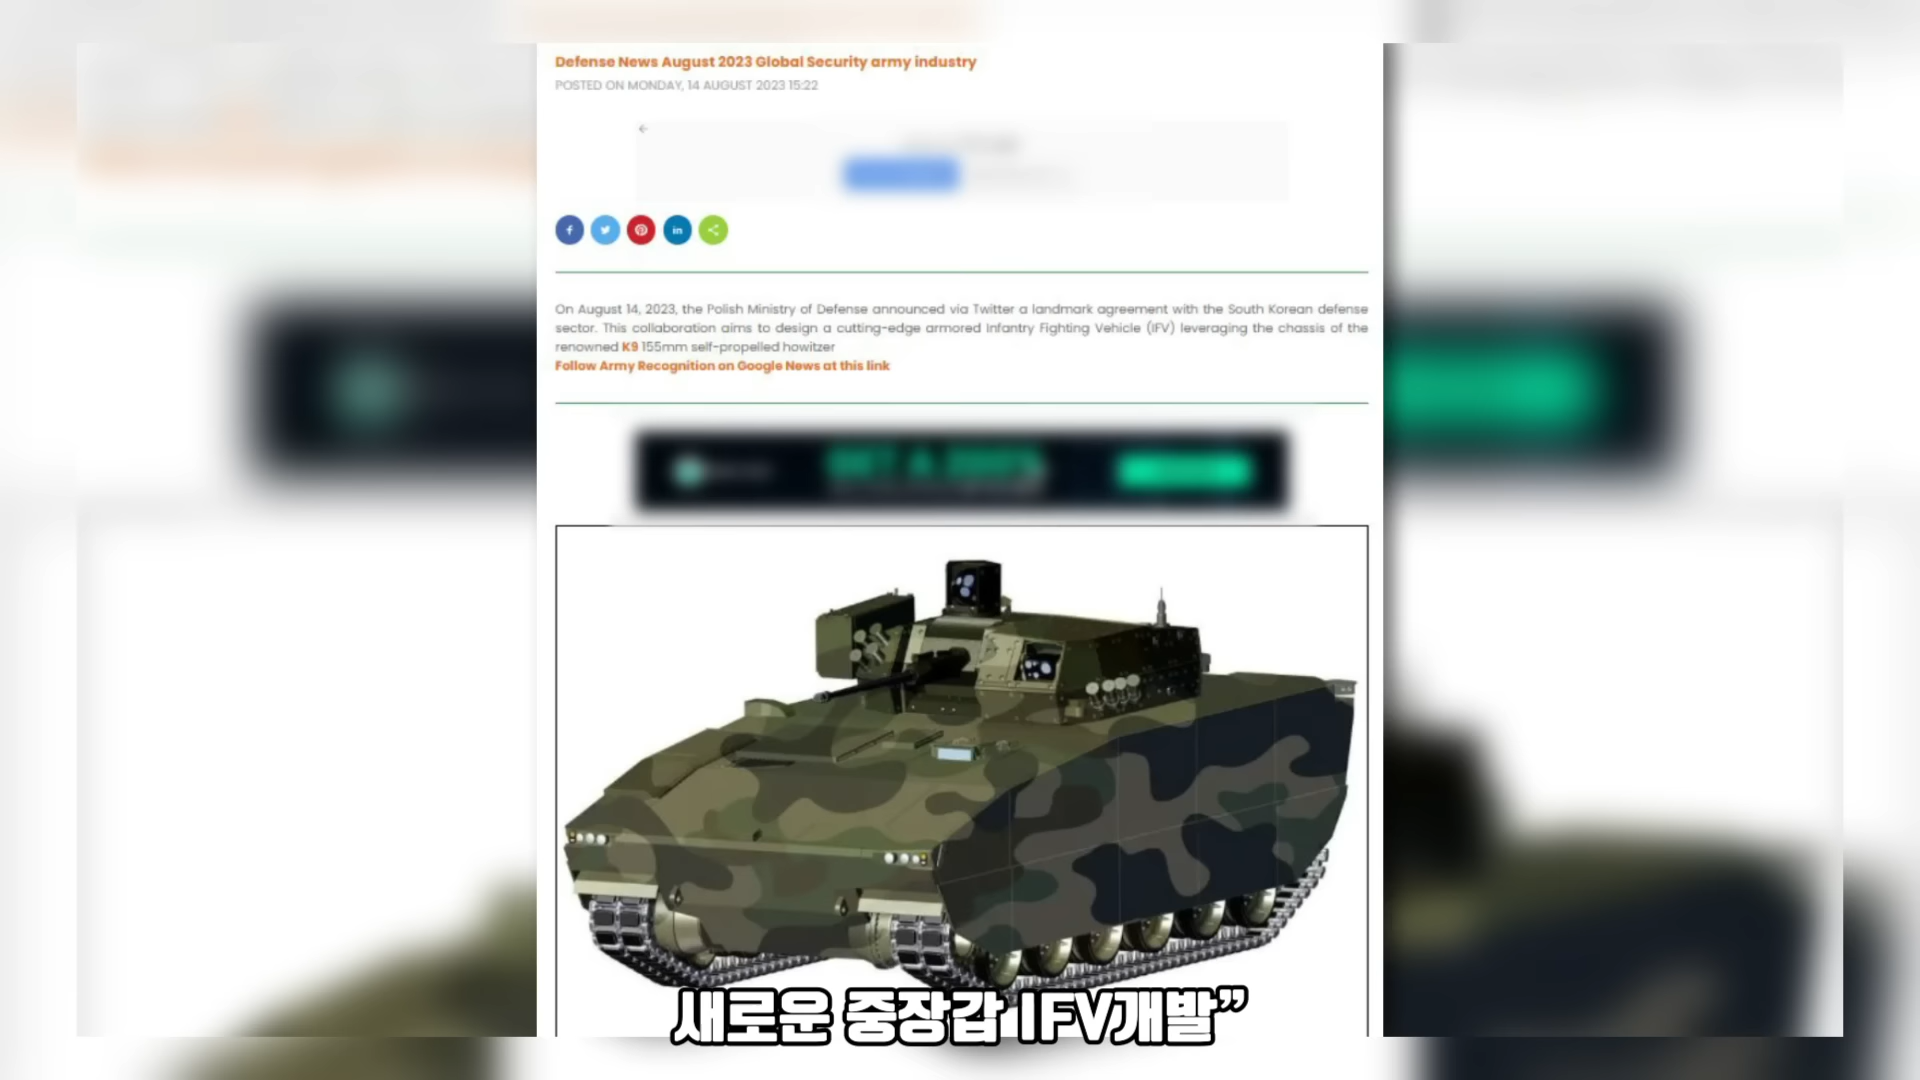 Defense News August 2023 Global Security army industry
POSTED ON MONDAY, 14 AUGUST 2023 15:22
On August 14, 2023, the Polish Ministry of Defense announced via Twitter a landmark agreement with the South Korean defense
sector. This collaboration aims to design a cutting-edge armored Infantry Fighting Vehicle (IFV) leveraging the chassis of the
renowned K9 155mm self-propelled howitzer
Follow Army Recognition on Google News at this link
새로운 중장갑 IFV개발”